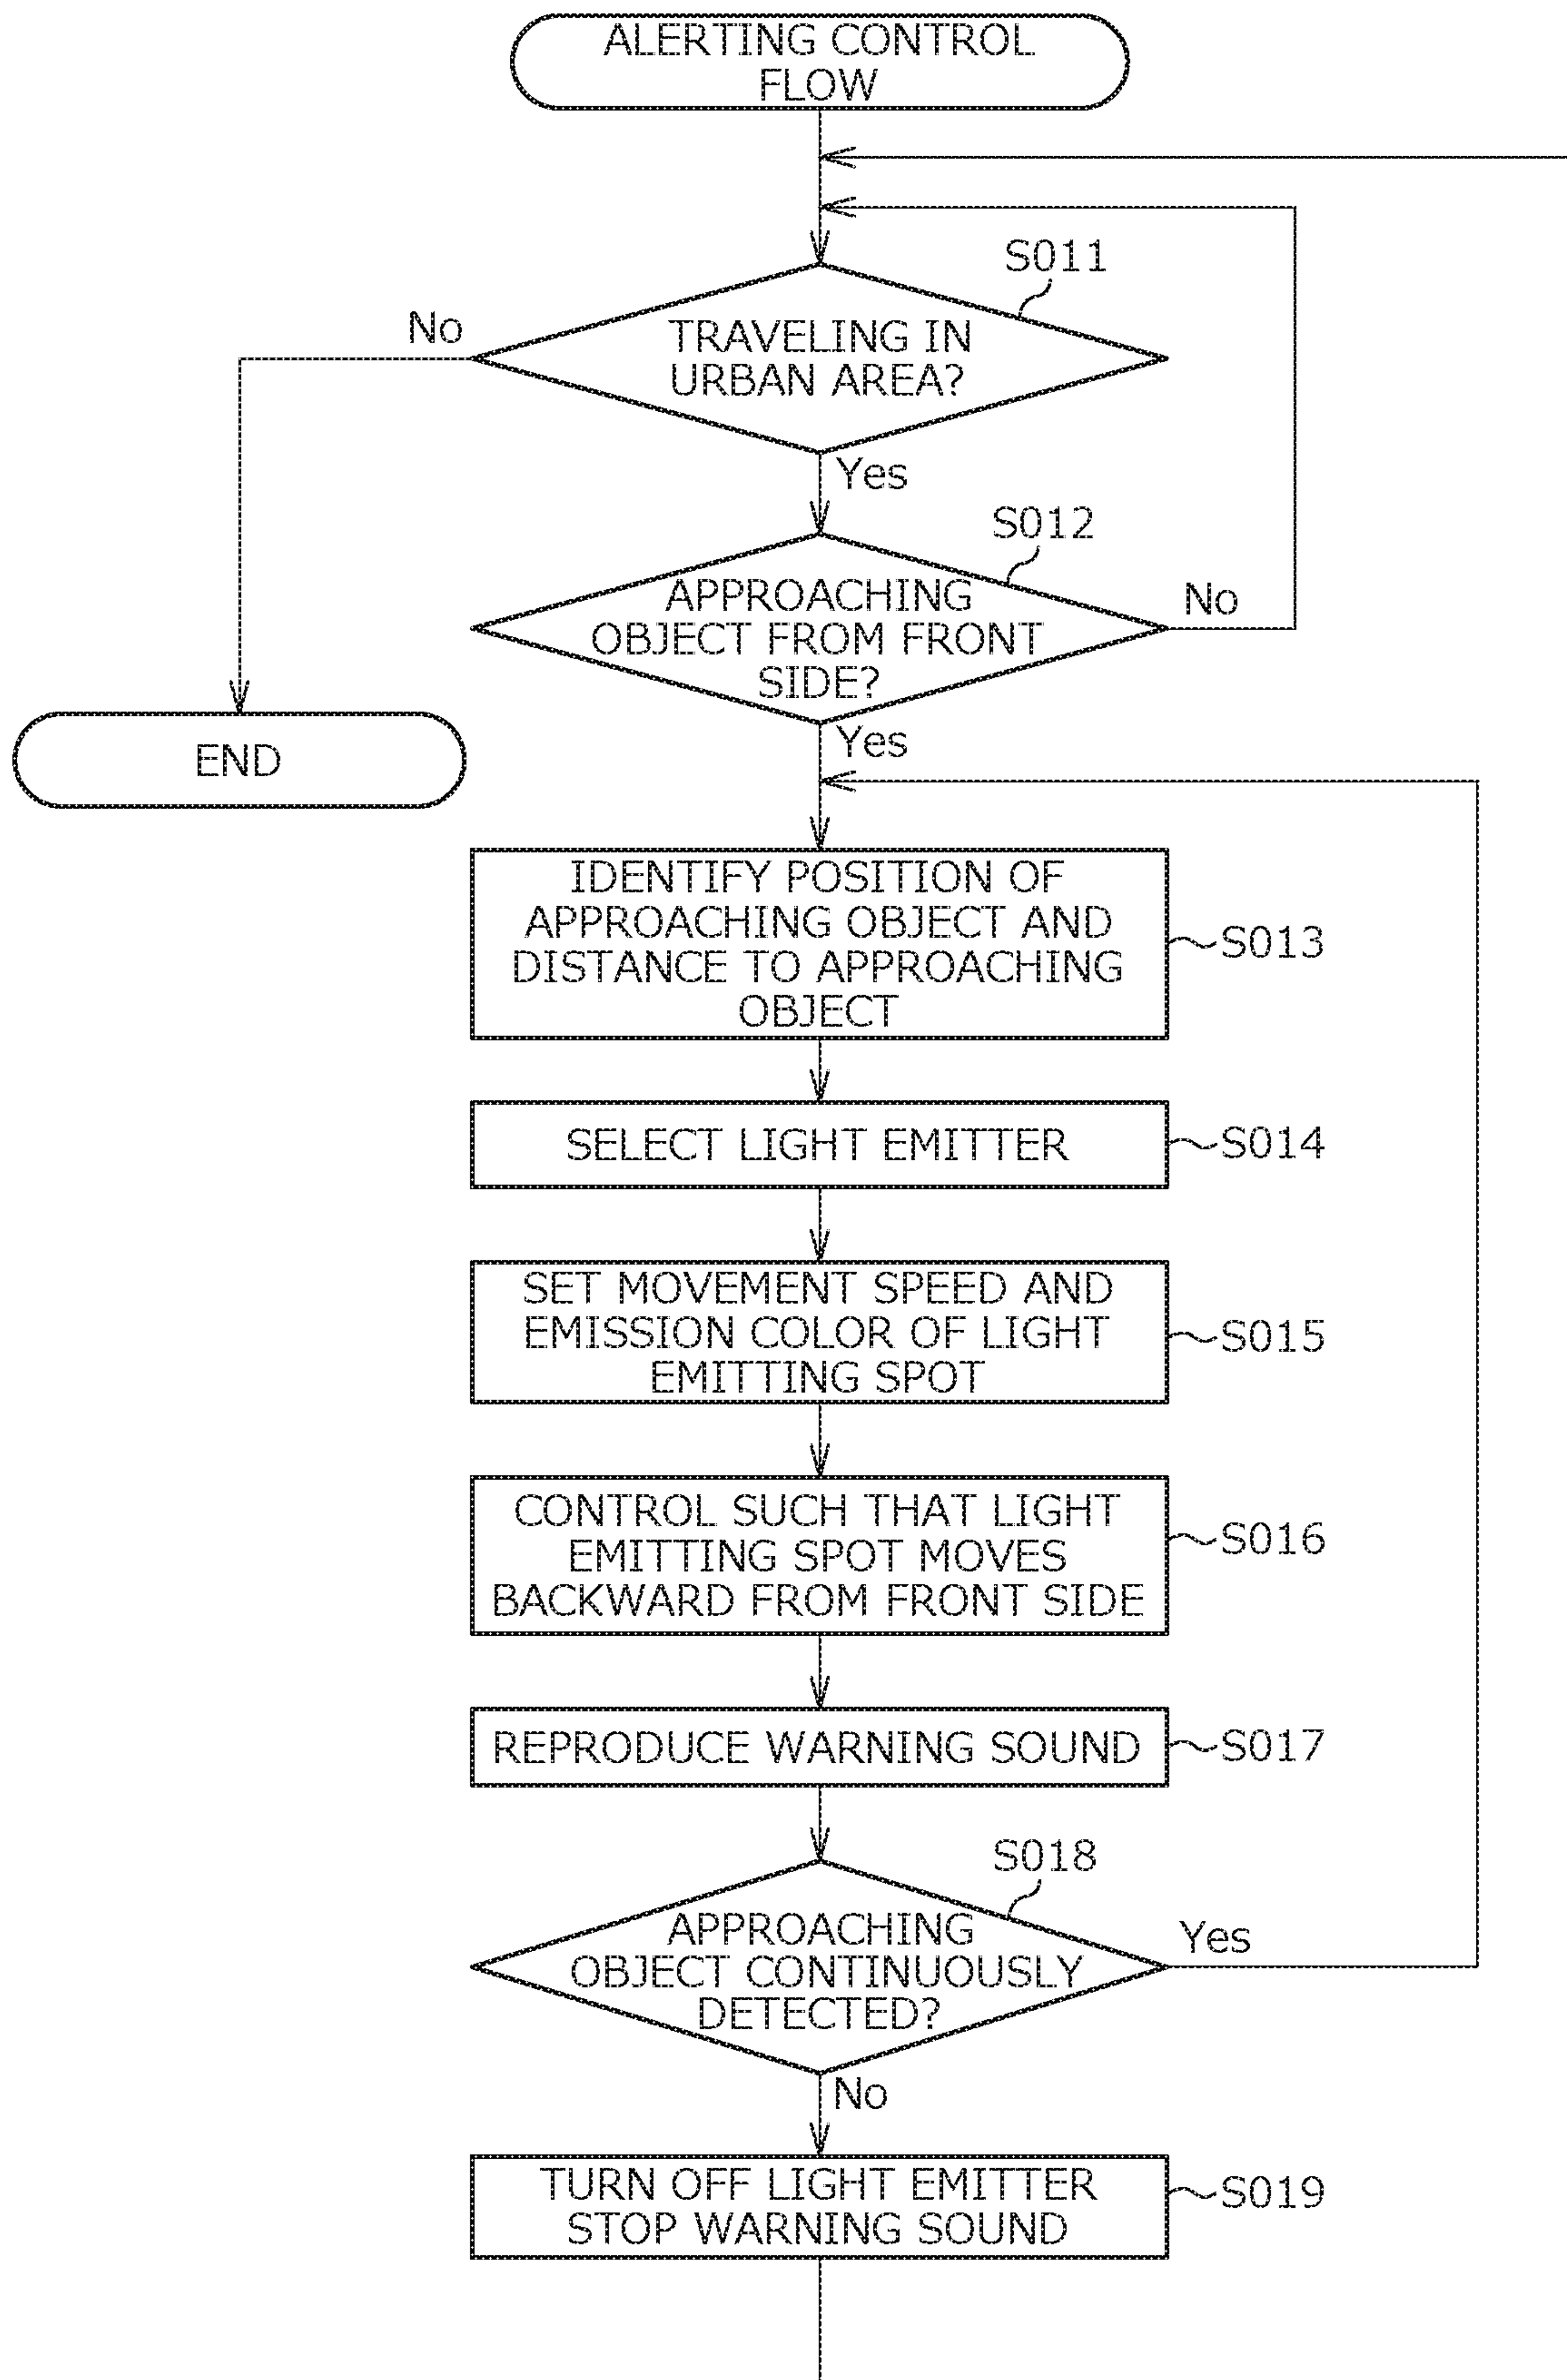 ALERTING CONTROL
FLOW
S011
No
TRAVELING IN
URBAN AREA?
Yes
S012
APPROACHING
OBJECT FROM FRONT
SIDE?
No
END
Yes
IDENTIFY POSITION OF
APPROACHING OBJECT AND
DISTANCE TO APPROACHING
OBJECT
S013
SELECT LIGHT EMITTER
S014
SET MOVEMENT SPEED AND
EMISSION COLOR OF LIGHT
EMITTING SPOT
S015
CONTROL SUCH THAT LIGHT
EMITTING SPOT MOVES
BACKWARD FROM FRONT SIDE
S016
REPRODUCE WARNING SOUND
S017
S018
APPROACHING
OBJECT CONTINUOUSLY
DETECTED?
Yes
No
TURN OFF LIGHT EMITTER
STOP WARNING SOUND
S019